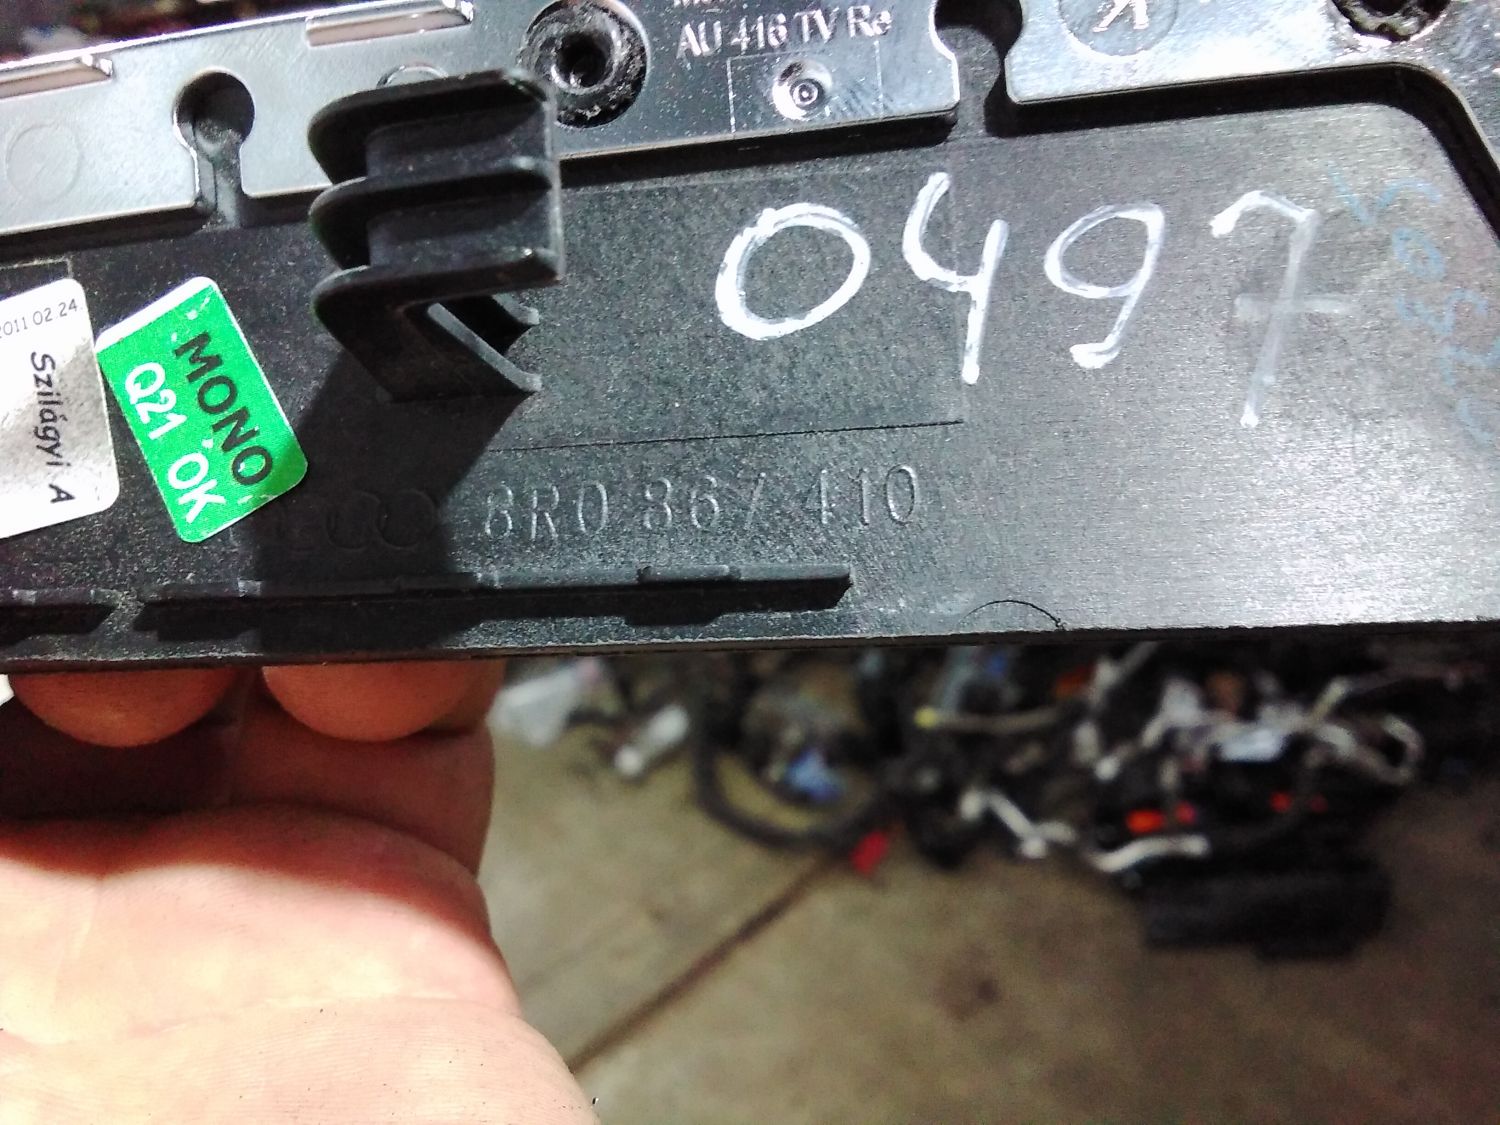 AU 416 TV Re
K
0497
2011 02.24.
Szilágyi A
MONO
Q21 OK
8R0 867 410